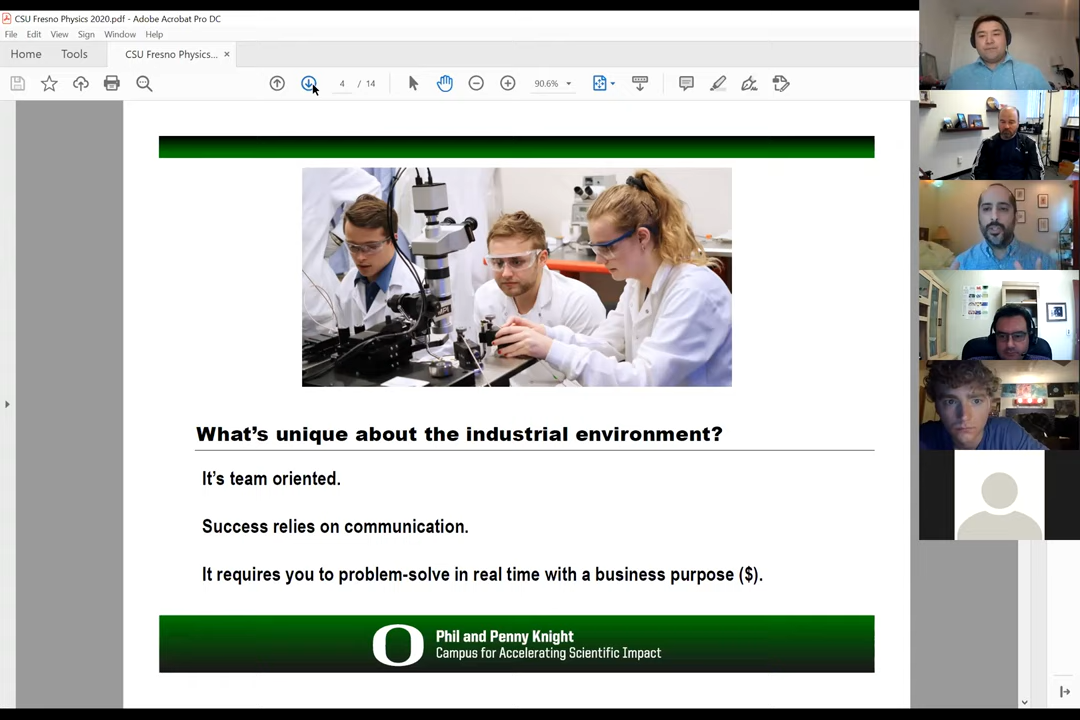 CSU Fresno Physics 2020.pdf - Adobe Acrobat Pro DC
File Edit View Sign Window Help
Home Tools CSU Fresno Physics... ×
4 / 14 90.6%
What's unique about the industrial environment?
It's team oriented.
Success relies on communication.
It requires you to problem-solve in real time with a business purpose ($).
O Phil and Penny Knight
Campus for Accelerating Scientific Impact